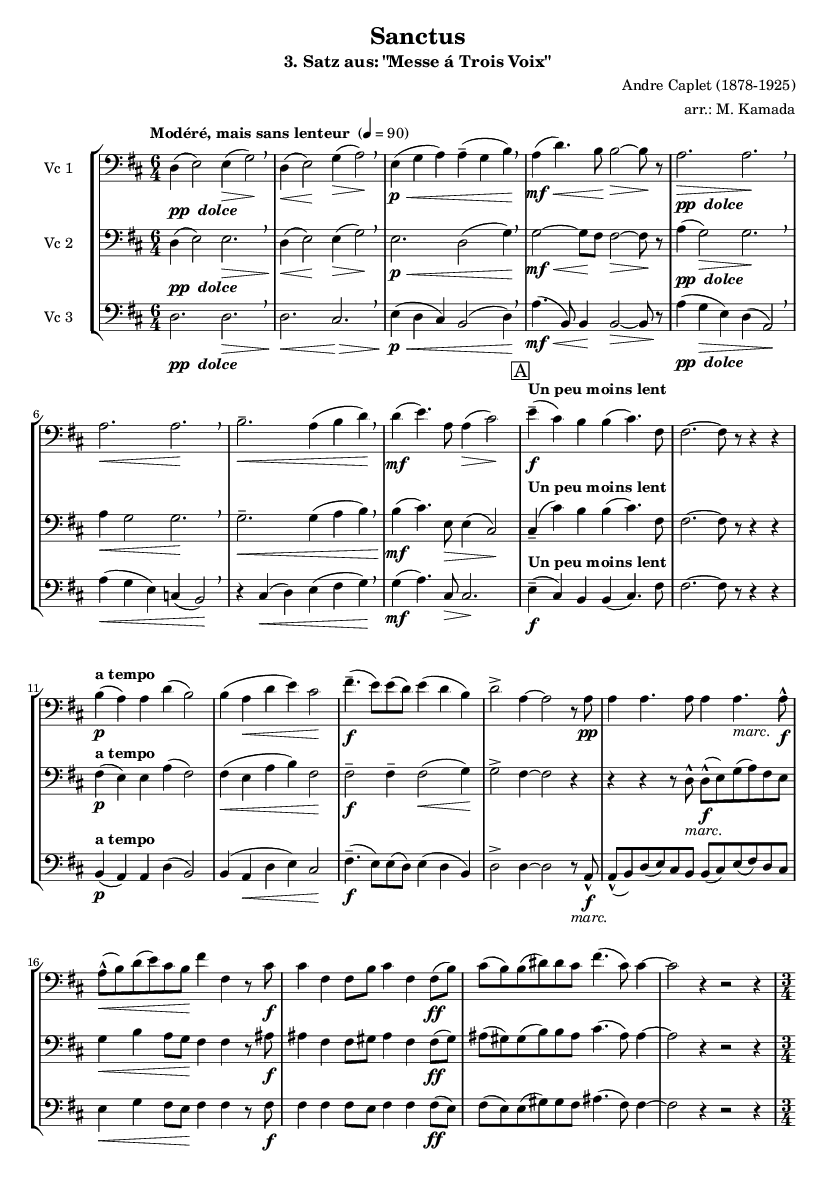 Sanctus
3. Satz aus: "Messe á Trois Voix"
Andre Caplet (1878-1925)
arr.: M. Kamada
Modéré, mais sans lenteur (♩ = 90)
Vc 1
pp dolce p mf pp dolce
Vc 2
pp dolce p mf pp dolce
Vc 3
pp dolce p mf pp dolce
A
6
Un peu moins lent
mf f
Un peu moins lent
mf
Un peu moins lent
mf f
11
a tempo
p f pp marc. f
a tempo
p f marc. f
a tempo
p f marc. f
16
f ff
f ff
f ff